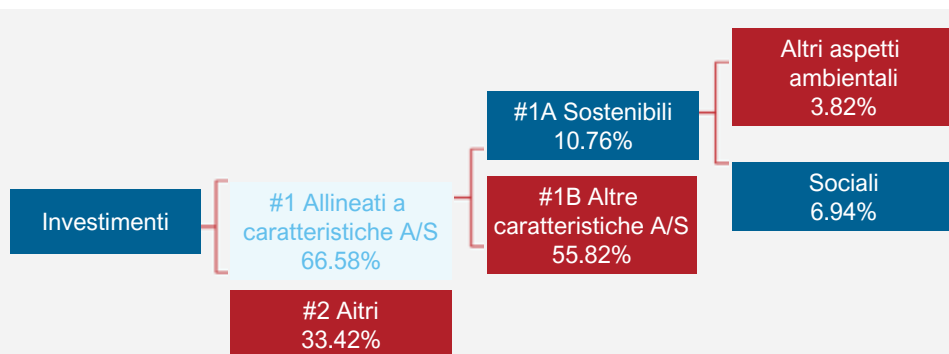 Investimenti
#1 Allineati a
caratteristiche A/S
66.58%
#2 Aitri
33.42%
#1A Sostenibili
10.76%
#1B Altre
caratteristiche A/S
55.82%
Altri aspetti
ambientali
3.82%
Sociali
6.94%